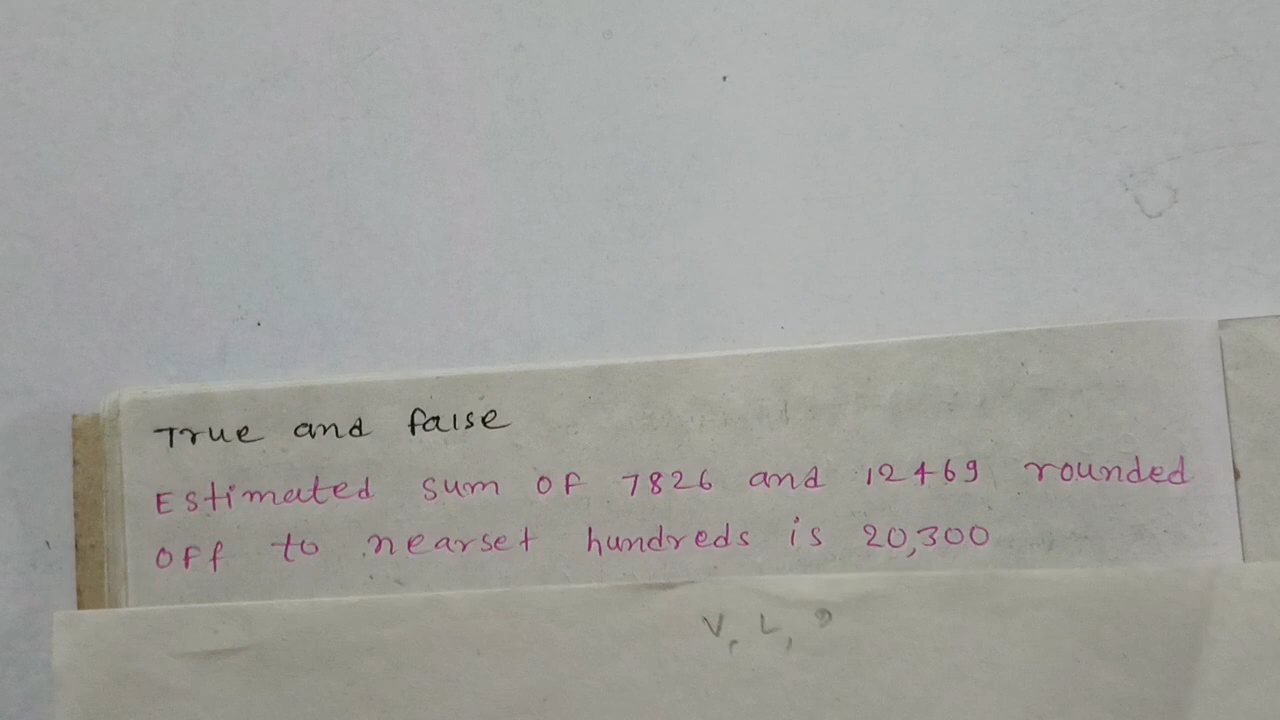 True and false
Estimated sum of 7826 and 12469 rounded
off to nearset hundreds is 20,300
V, L,